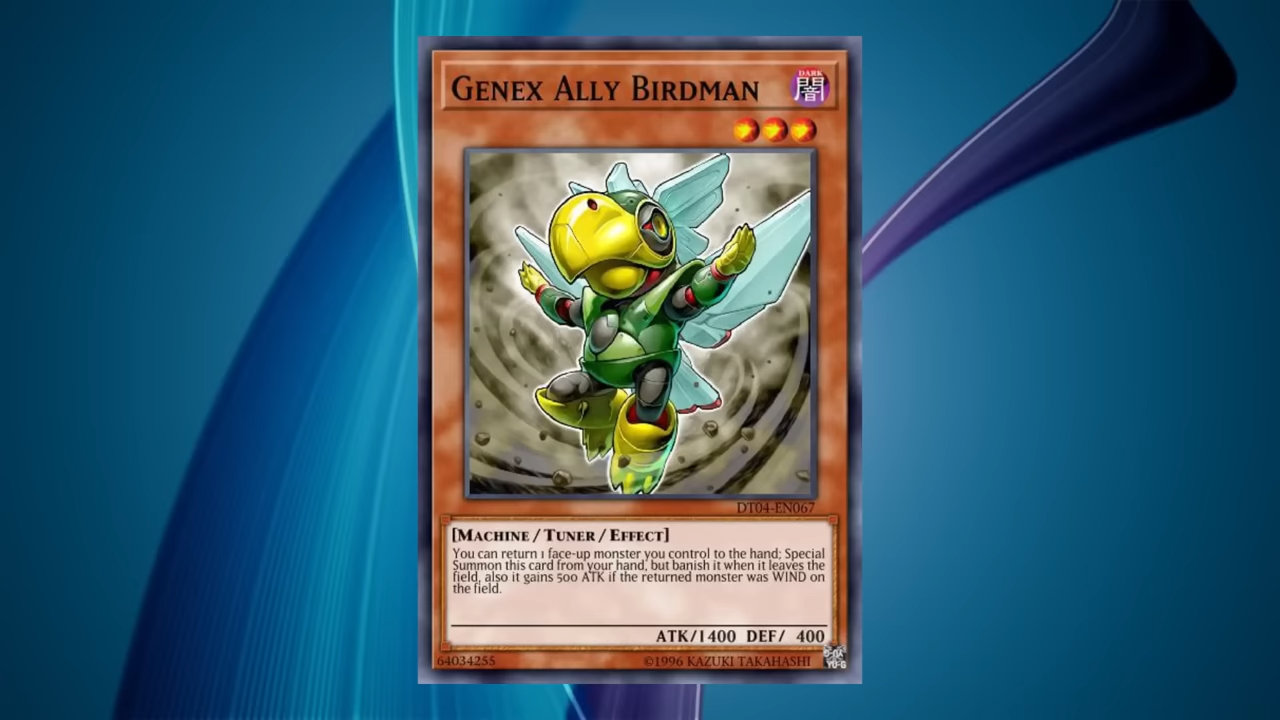 GENEX ALLY BIRDMAN
DARK
闇
DT04-EN067
[MACHINE / TUNER / EFFECT]
You can return 1 face-up monster you control to the hand; Special
Summon this card from your hand, but banish it when it leaves the
field, also it gains 500 ATK if the returned monster was WIND on
the field.
ATK/1400 DEF/ 400
64034255
©1996 KAZUKI TAKAHASHI